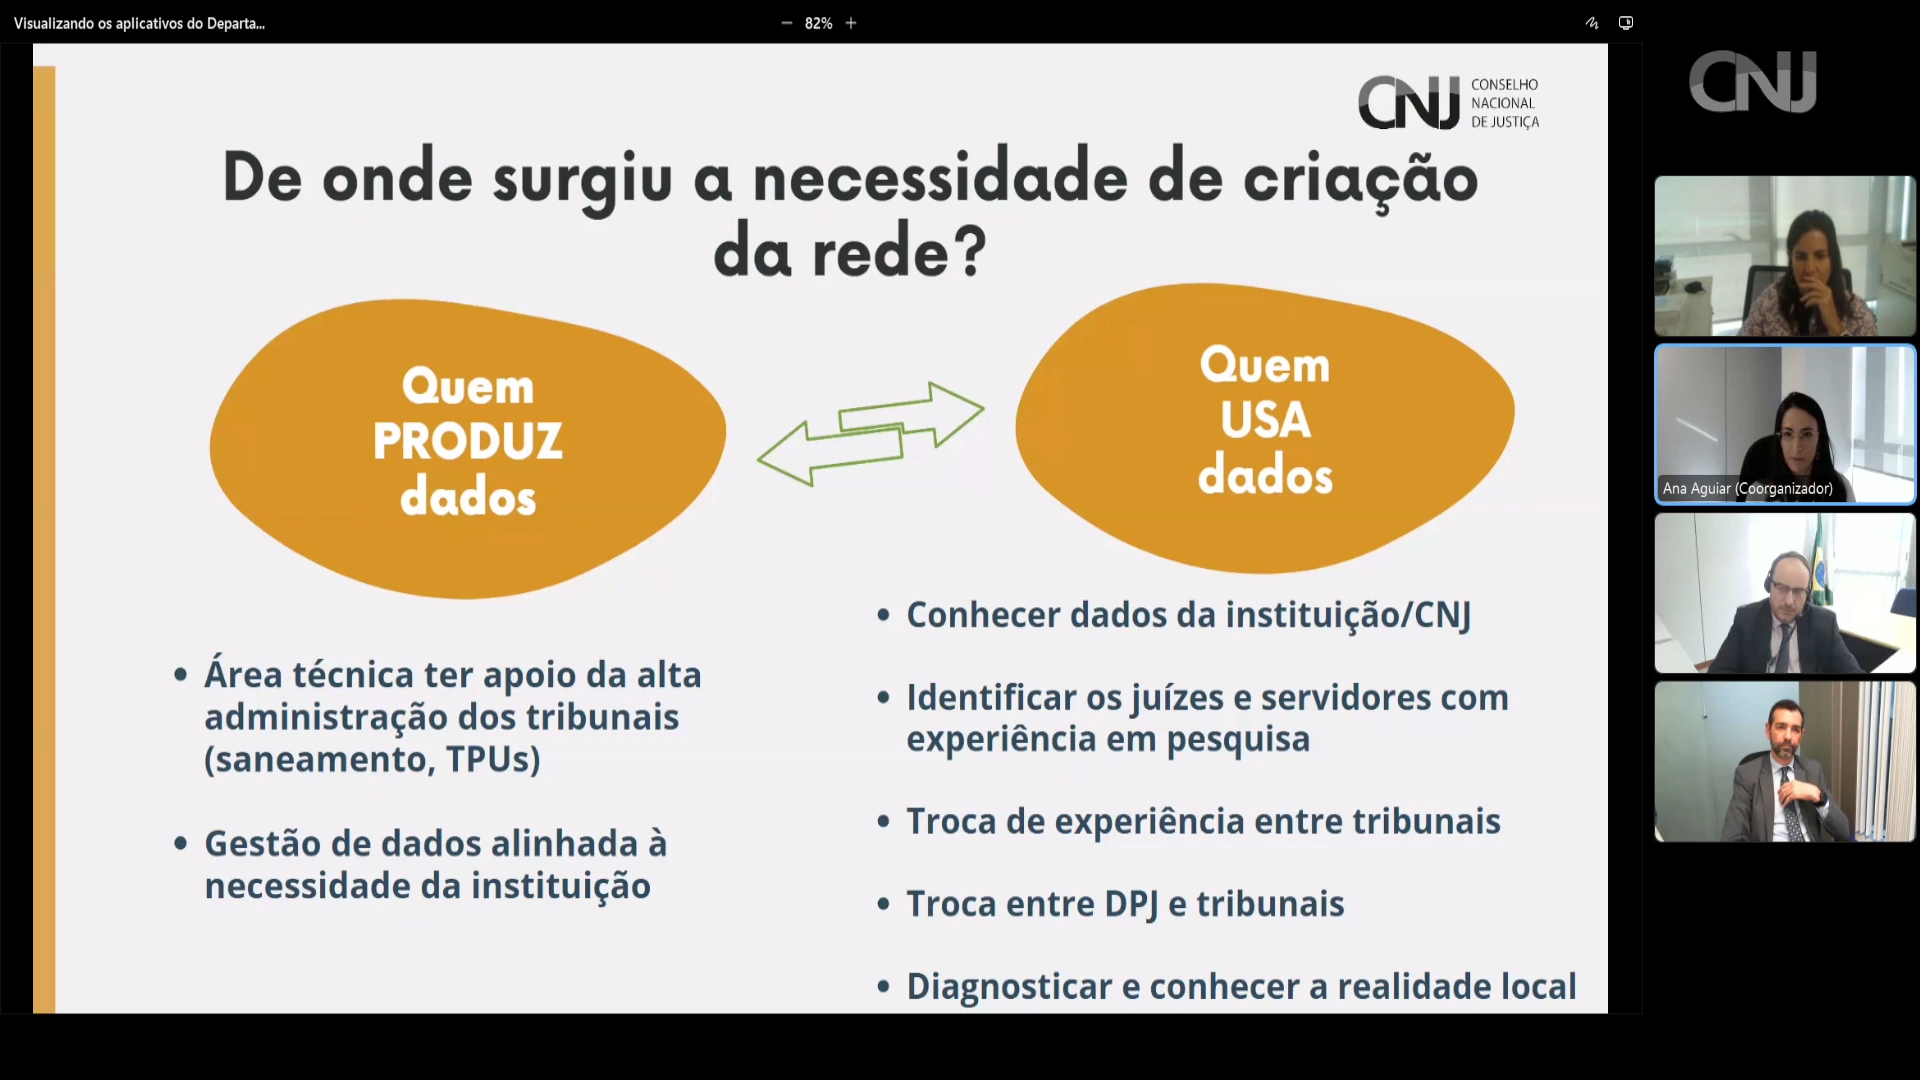 Visualizando os aplicativos do Departa...
82%
CNJ
CONSELHO
NACIONAL
DE JUSTIÇA
CNJ
De onde surgiu a necessidade de criação
da rede?
Quem
PRODUZ
dados
Quem
USA
dados
• Área técnica ter apoio da alta
administração dos tribunais
(saneamento, TPUs)
• Gestão de dados alinhada à
necessidade da instituição
• Conhecer dados da instituição/CNJ
• Identificar os juízes e servidores com
experiência em pesquisa
• Troca de experiência entre tribunais
• Troca entre DPJ e tribunais
• Diagnosticar e conhecer a realidade local
Ana Aguiar (Coorganizador)